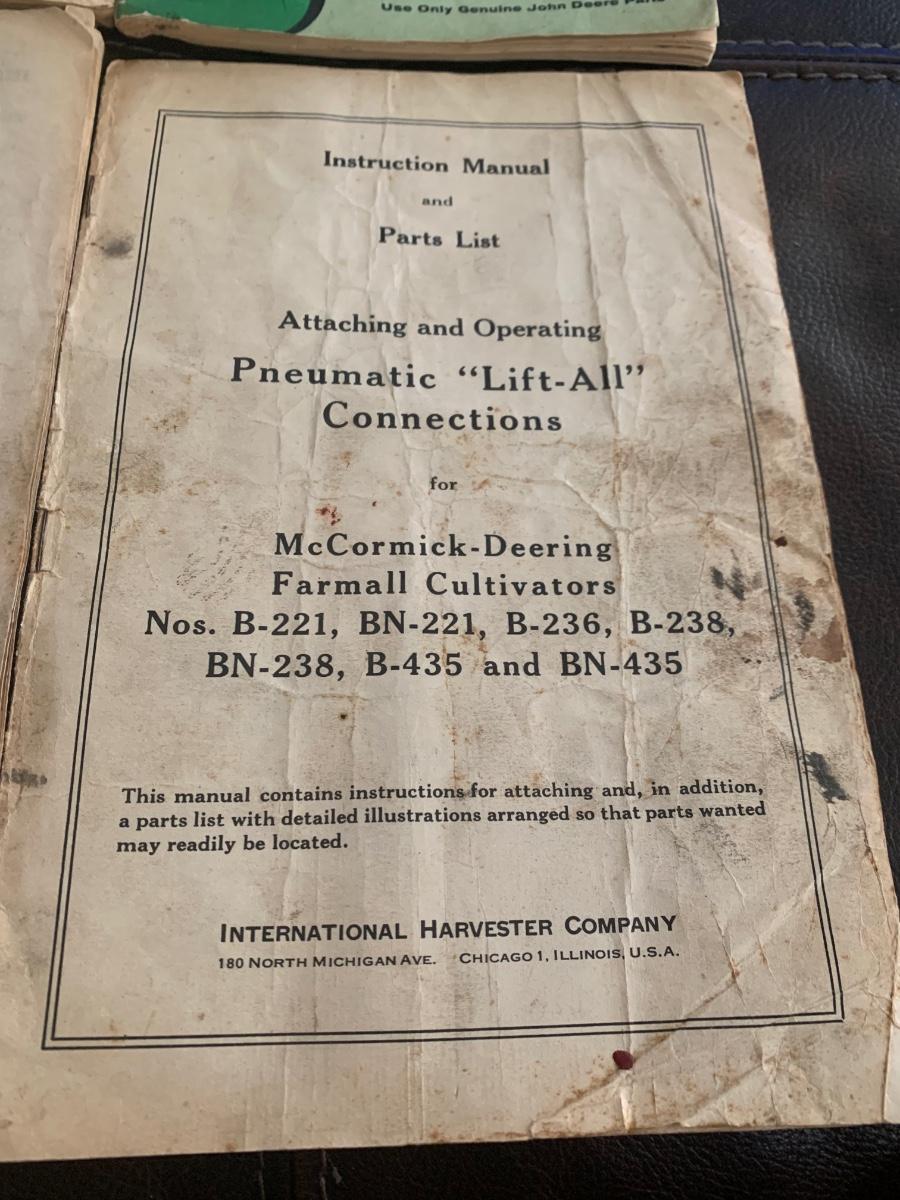 Use Only Genuine John Deere Parts
Instruction Manual
and
Parts List
Attaching and Operating
Pneumatic “Lift-All”
Connections
for
McCormick-Deering
Farmall Cultivators
Nos. B-221, BN-221, B-236, B-238,
BN-238, B-435 and BN-435
This manual contains instructions for attaching and, in addition,
a parts list with detailed illustrations arranged so that parts wanted
may readily be located.
INTERNATIONAL HARVESTER COMPANY
180 NORTH MICHIGAN AVE. CHICAGO 1, ILLINOIS, U.S.A.